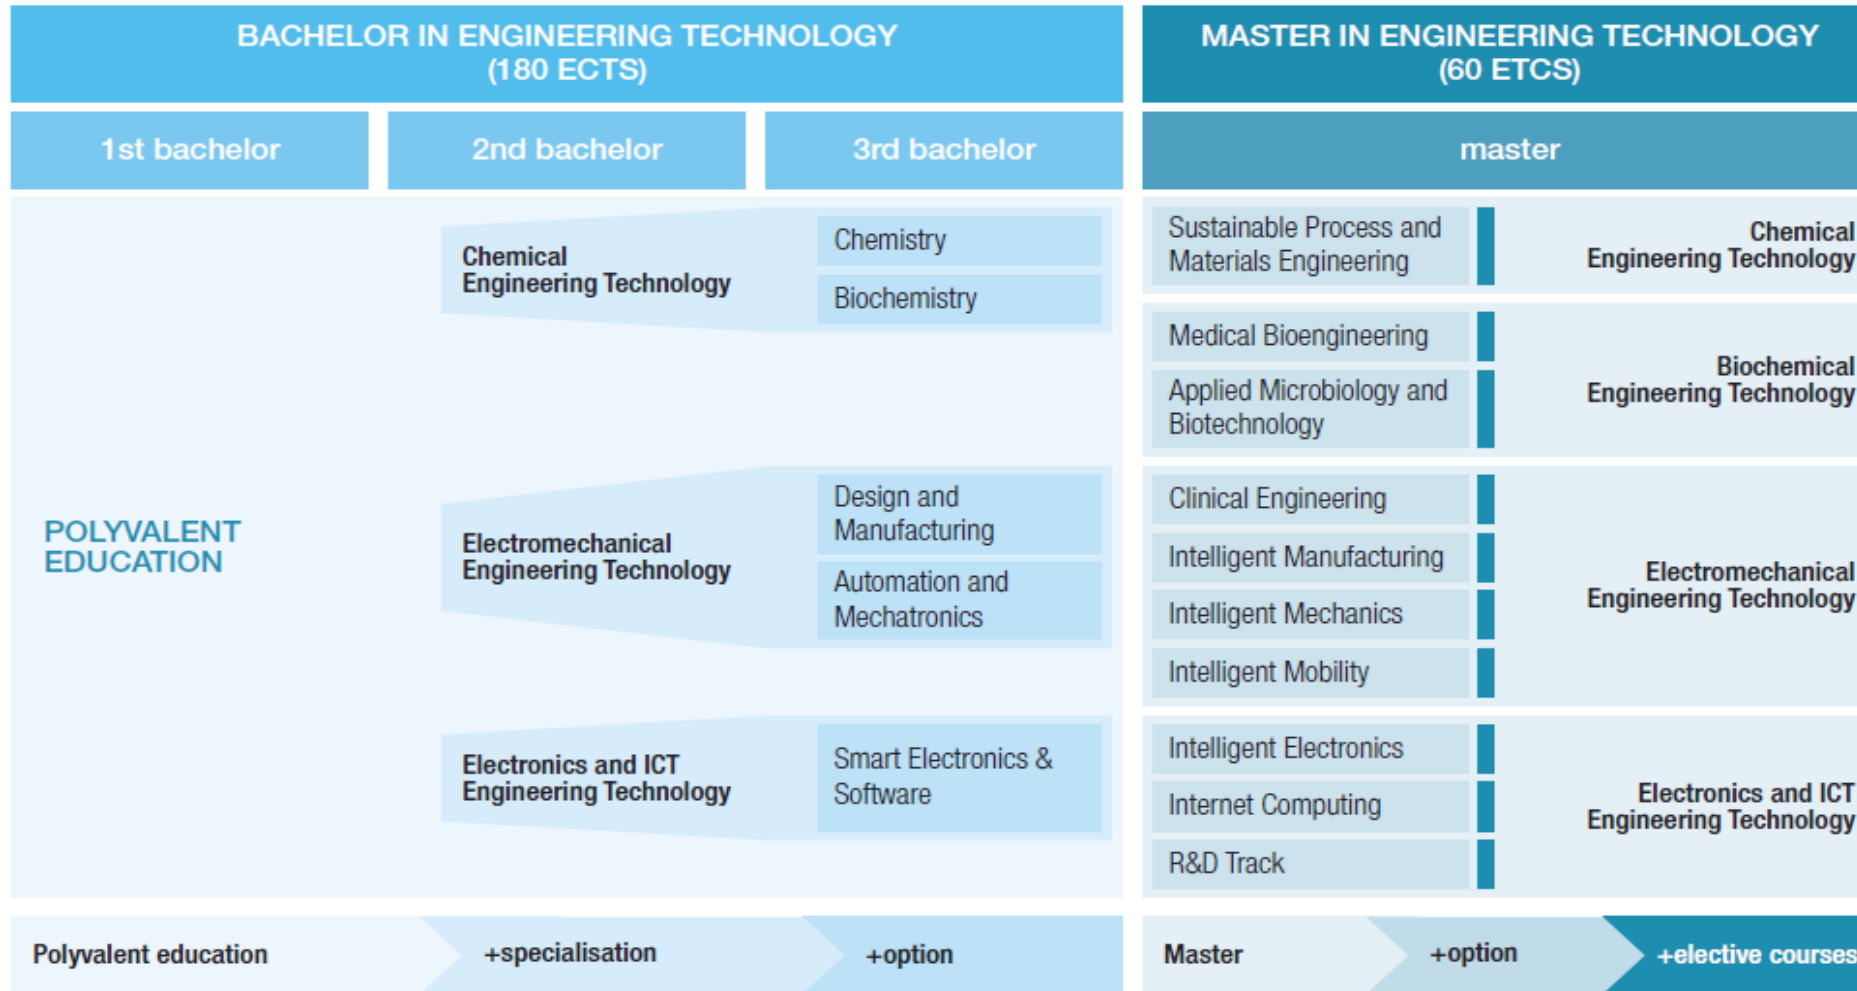 BACHELOR IN ENGINEERING TECHNOLOGY
(180 ECTS)
MASTER IN ENGINEERING TECHNOLOGY
(60 ETCS)
1st bachelor
2nd bachelor
3rd bachelor
master
POLYVALENT
EDUCATION
Chemical
Engineering Technology
Chemistry
Biochemistry
Electromechanical
Engineering Technology
Design and
Manufacturing
Automation and
Mechatronics
Electronics and ICT
Engineering Technology
Smart Electronics &
Software
Sustainable Process and
Materials Engineering
Chemical
Engineering Technology
Medical Bioengineering
Applied Microbiology and
Biotechnology
Biochemical
Engineering Technology
Clinical Engineering
Intelligent Manufacturing
Intelligent Mechanics
Intelligent Mobility
Electromechanical
Engineering Technology
Intelligent Electronics
Internet Computing
R&D Track
Electronics and ICT
Engineering Technology
Polyvalent education
+specialisation
+option
Master
+option
+elective courses